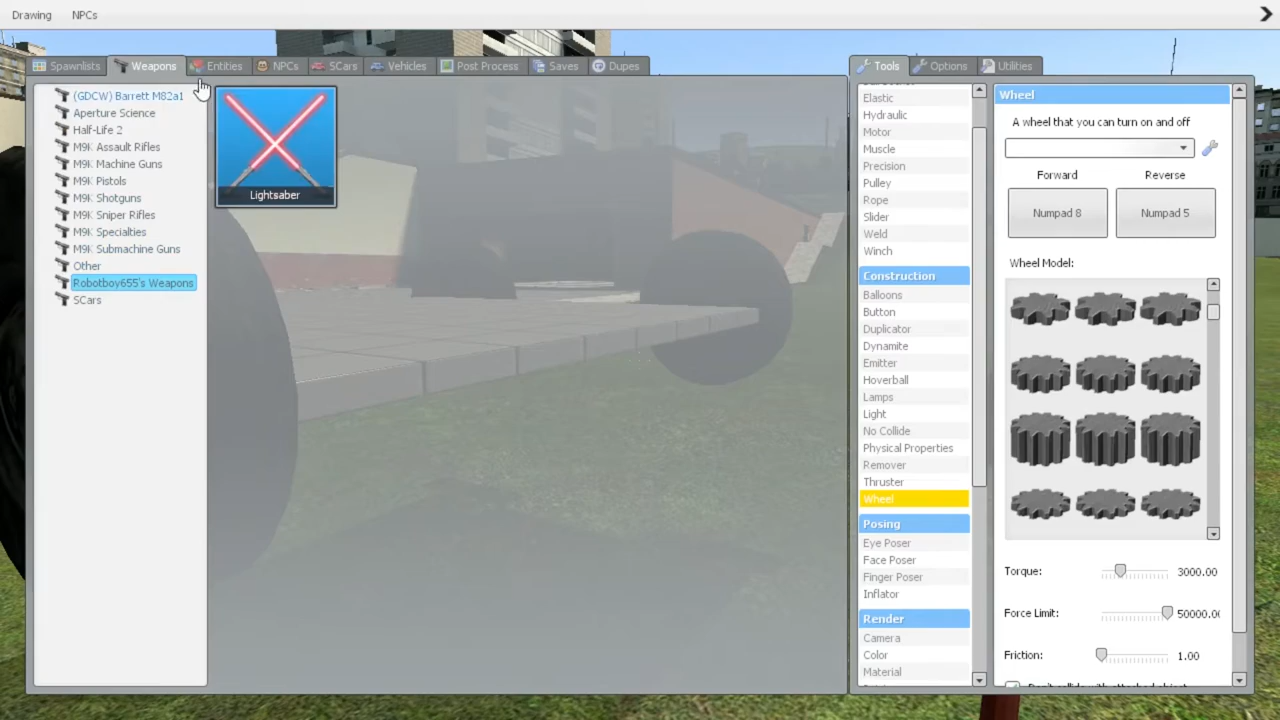 Drawing NPCs
Spawnlists Weapons Entities NPCs SCars Vehicles Post Process Saves Dupes
(GDCW) Barrett M82a1
Aperture Science
Half-Life 2
M9K Assault Rifles
M9K Machine Guns
M9K Pistols
M9K Shotguns
M9K Sniper Rifles
M9K Specialties
M9K Submachine Guns
Other
Robotboy655's Weapons
SCars
Lightsaber
Tools Options Utilities
Elastic
Hydraulic
Motor
Muscle
Precision
Pulley
Rope
Slider
Weld
Winch
Construction
Balloons
Button
Duplicator
Dynamite
Emitter
Hoverball
Lamps
Light
No Collide
Physical Properties
Remover
Thruster
Wheel
Posing
Eye Poser
Face Poser
Finger Poser
Inflator
Render
Camera
Color
Material
Wheel
A wheel that you can turn on and off
Forward Reverse
Numpad 8 Numpad 5
Wheel Model:
Torque: 3000.00
Force Limit: 50000.0
Friction: 1.00